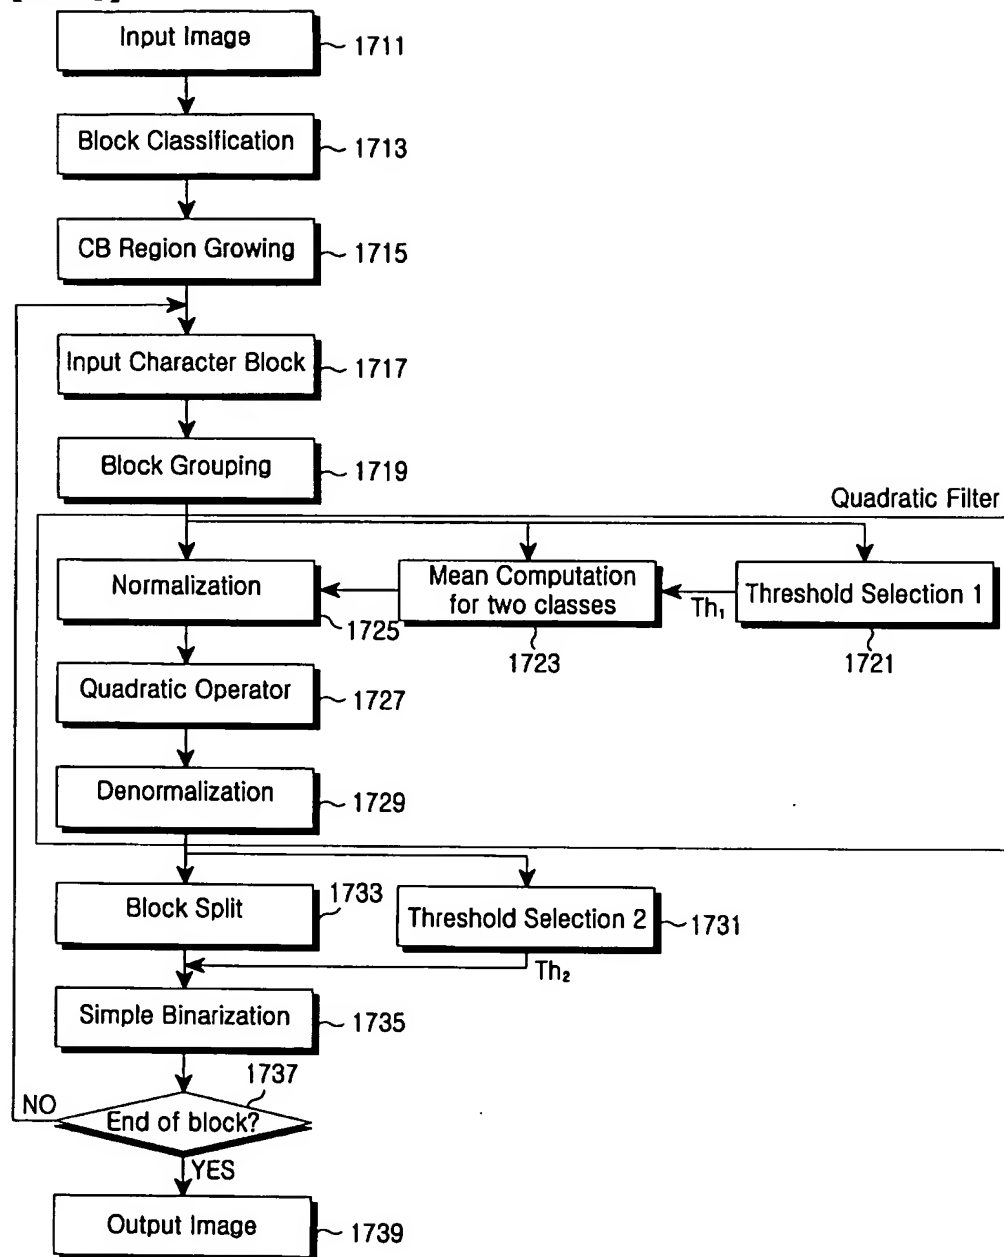 Input Image
1711
Block Classification
1713
CB Region Growing
1715
Input Character Block
1717
Block Grouping
1719
Quadratic Filter
Normalization
1725
Mean Computation
for two classes
1723
Th₁
Threshold Selection 1
1721
Quadratic Operator
1727
Denormalization
1729
Block Split
1733
Threshold Selection 2
1731
Th₂
Simple Binarization
1735
1737
NO
End of block?
YES
Output Image
1739